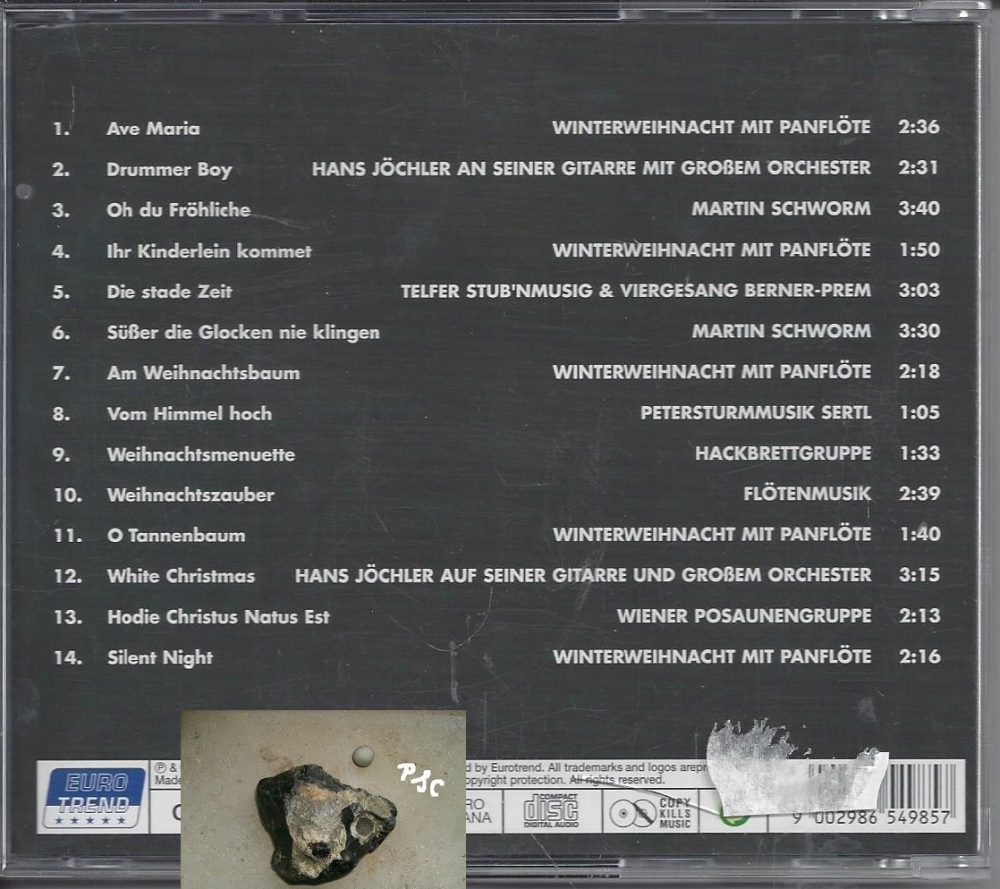 1. Ave Maria WINTERWEIHNACHT MIT PANFLÖTE 2:36
2. Drummer Boy HANS JÖCHLER AN SEINER GITARRE MIT GROßEM ORCHESTER 2:31
3. Oh du Fröhliche MARTIN SCHWORM 3:40
4. Ihr Kinderlein kommet WINTERWEIHNACHT MIT PANFLÖTE 1:50
5. Die stade Zeit TELFER STUB'NMUSIG & VIERGESANG BERNER-PREM 3:03
6. Süßer die Glocken nie klingen MARTIN SCHWORM 3:30
7. Am Weihnachtsbaum WINTERWEIHNACHT MIT PANFLÖTE 2:18
8. Vom Himmel hoch PETERSTURMMUSIK SERTL 1:05
9. Weihnachtsmenuette HACKBRETTGRUPPE 1:33
10. Weihnachtszauber FLÖTENMUSIK 2:39
11. O Tannenbaum WINTERWEIHNACHT MIT PANFLÖTE 1:40
12. White Christmas HANS JÖCHLER AUF SEINER GITARRE UND GROßEM ORCHESTER 3:15
13. Hodie Christus Natus Est WIENER POSAUNENGRUPPE 2:13
14. Silent Night WINTERWEIHNACHT MIT PANFLÖTE 2:16
PSC
EURO
TREND
℗ & by Eurotrend. All trademarks and logos are
protection. All rights reserved.
COMPACT
disc
DIGITAL AUDIO
COPY
KILLS
MUSIC
9 002986 549857